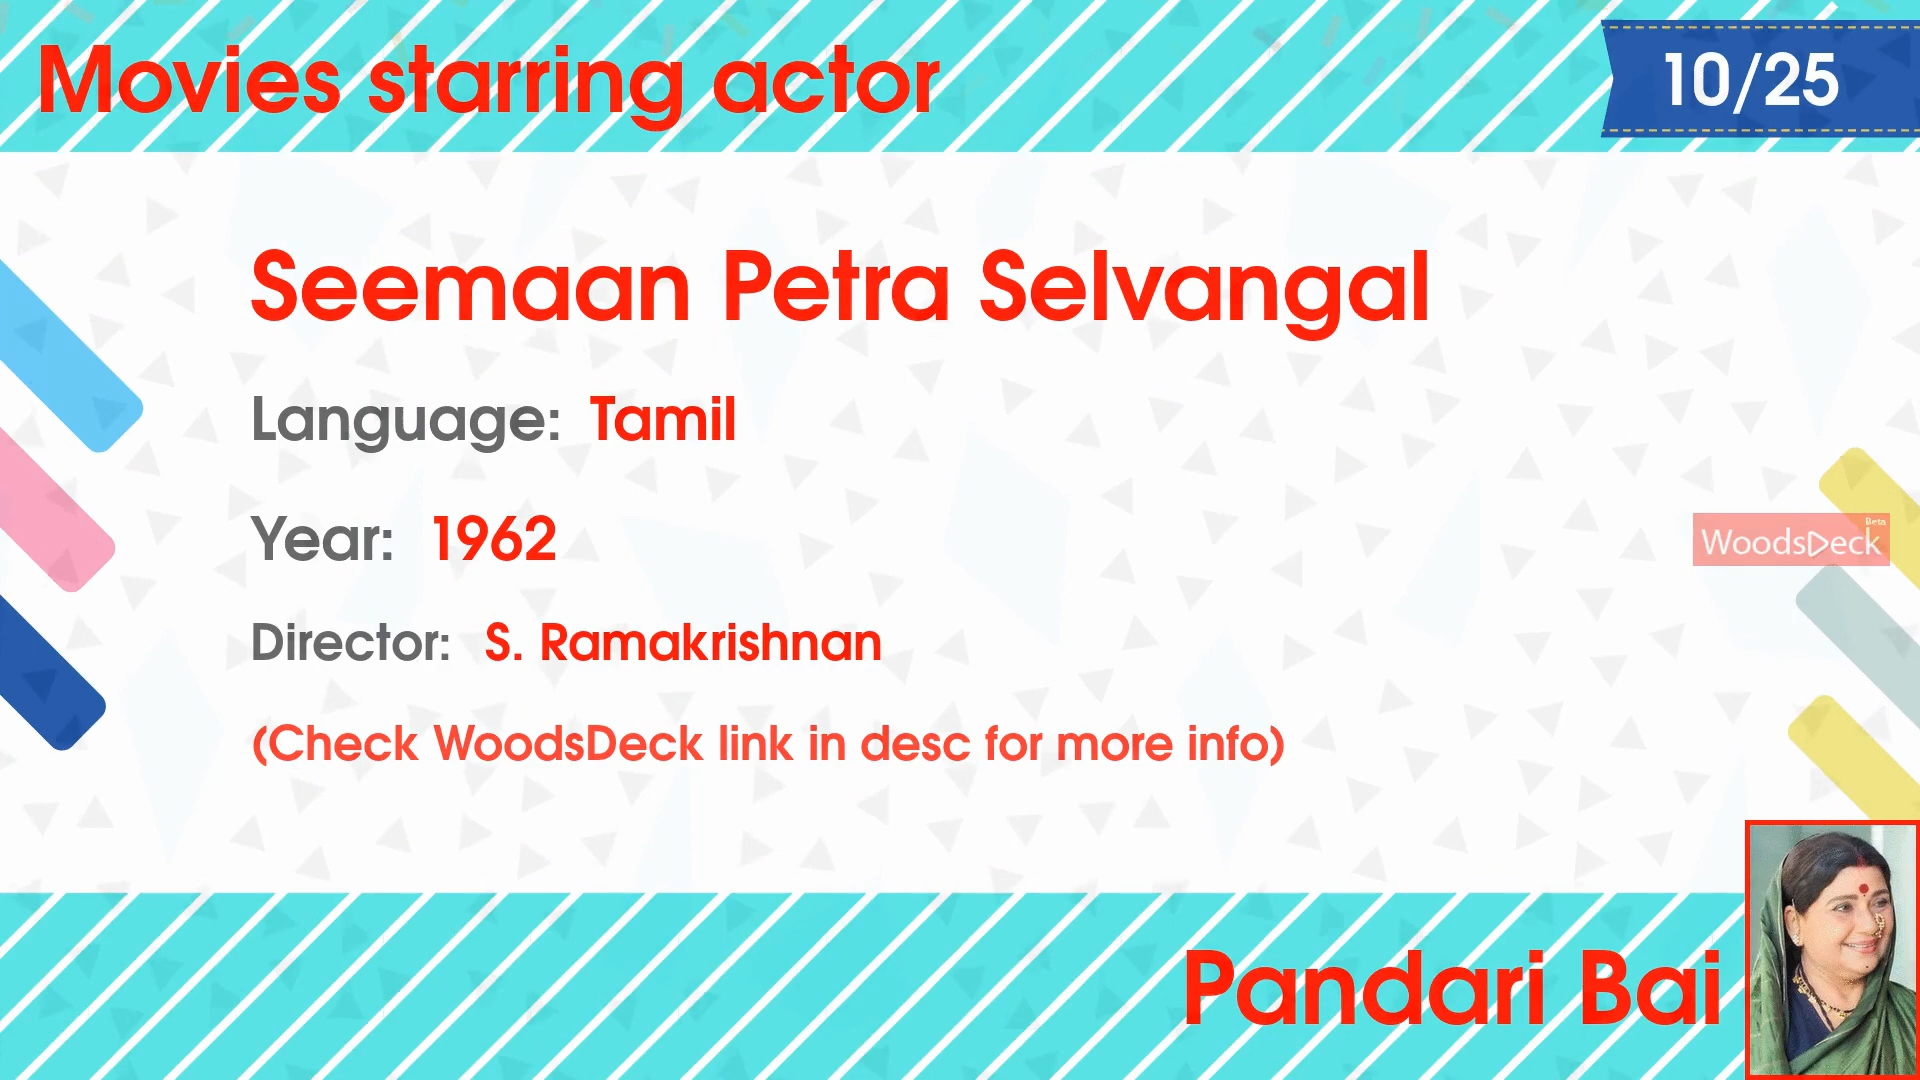 Movies starring actor
10/25
Seemaan Petra Selvangal
Language: Tamil
Year: 1962
Director: S. Ramakrishnan
(Check WoodsDeck link in desc for more info)
WoodsDeck Beta
Pandari Bai